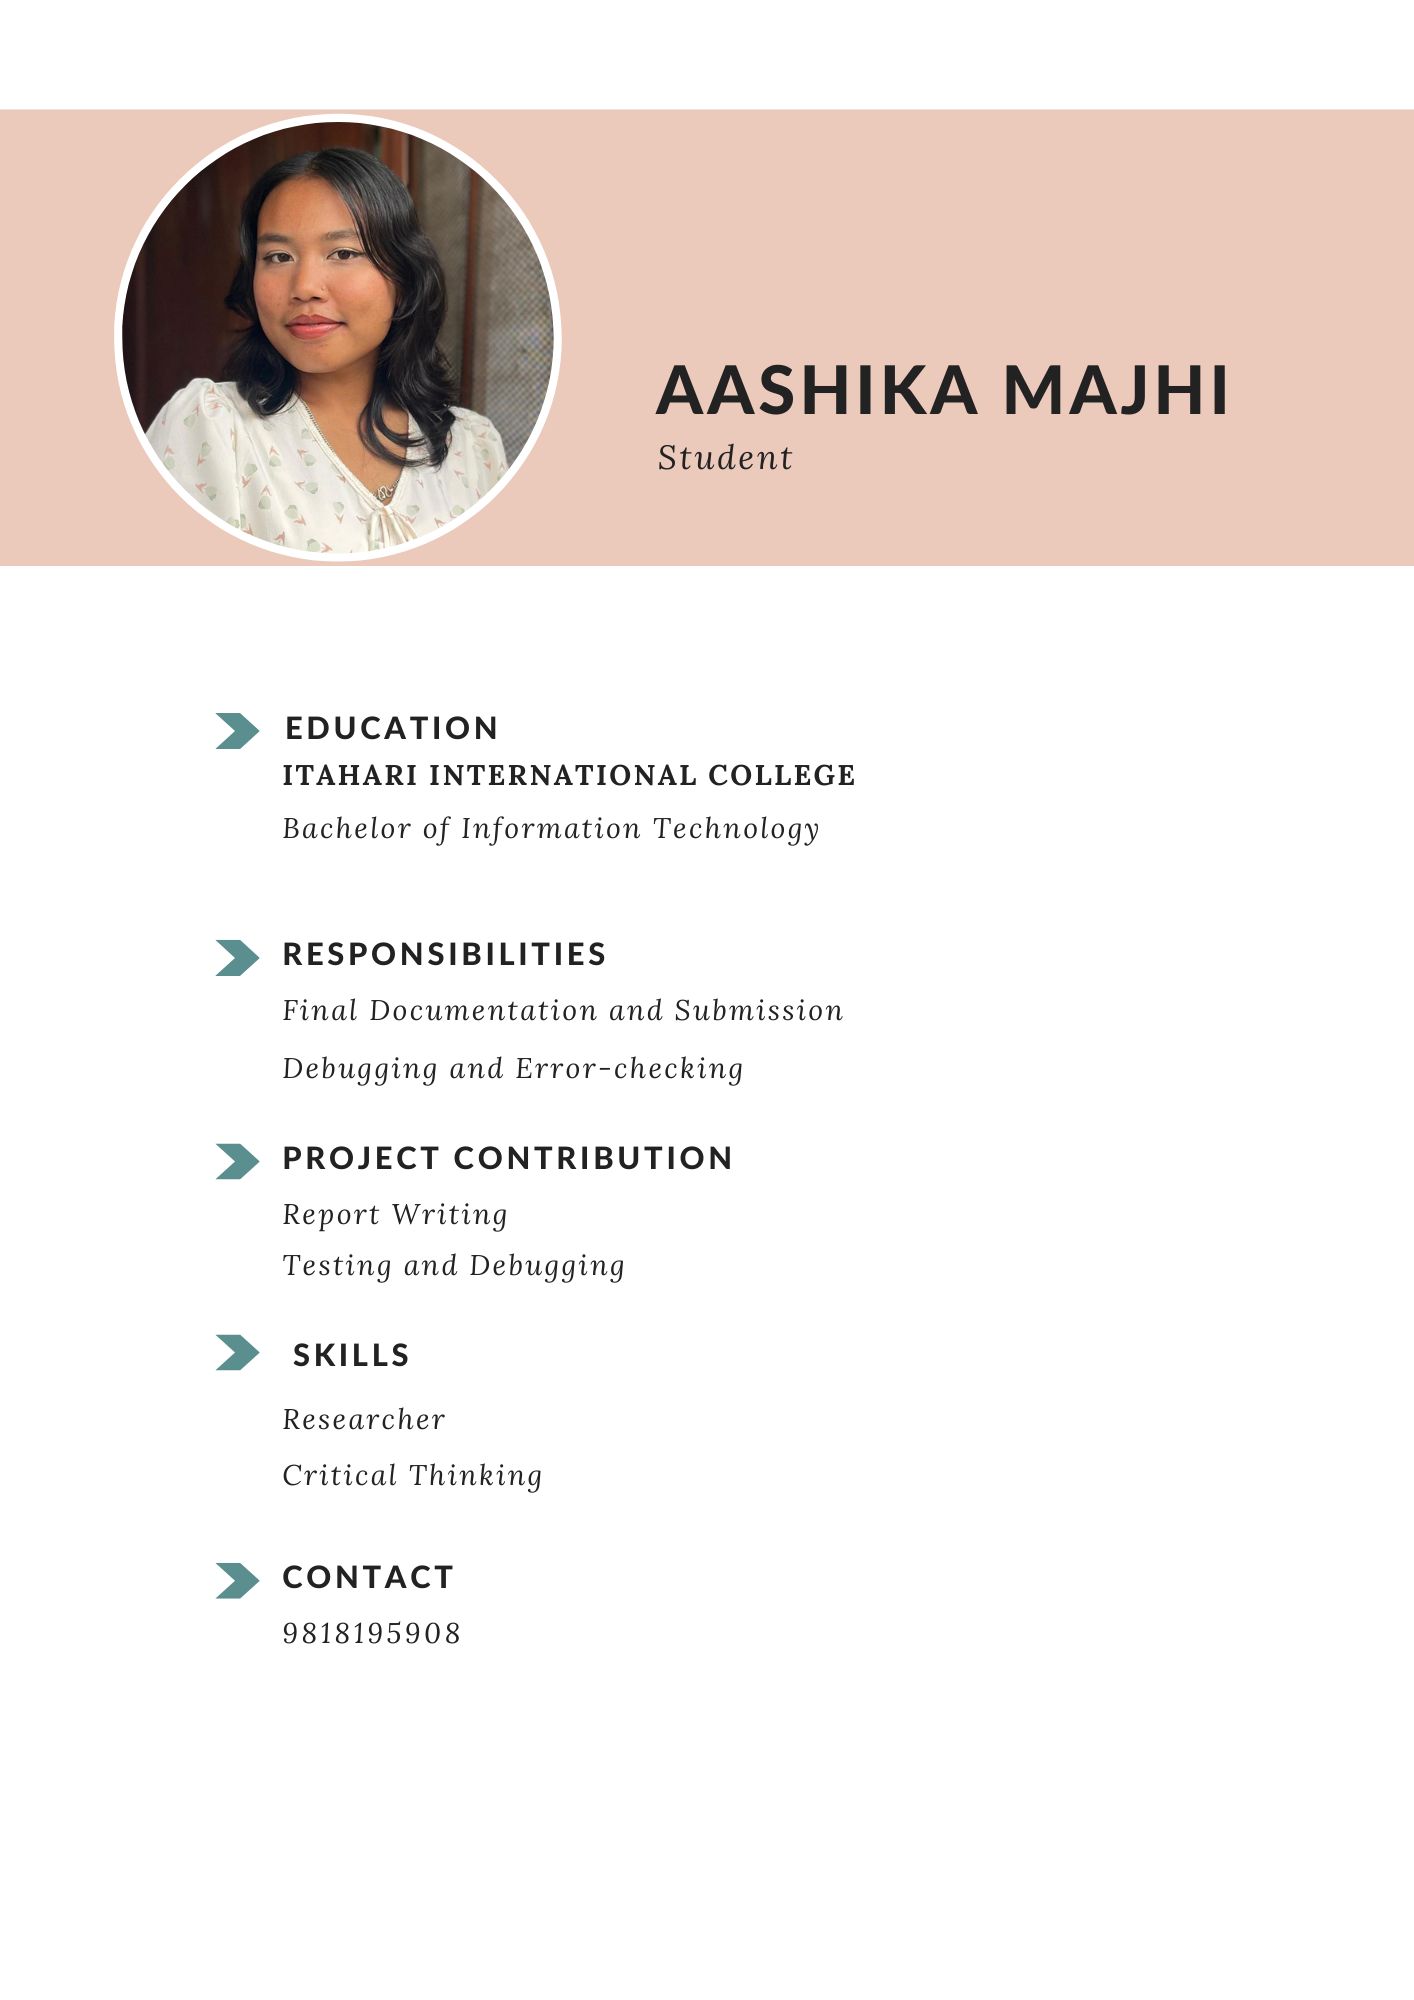 AASHIKA MAJHI
Student
EDUCATION
ITAHARI INTERNATIONAL COLLEGE
Bachelor of Information Technology
RESPONSIBILITIES
Final Documentation and Submission
Debugging and Error-checking
PROJECT CONTRIBUTION
Report Writing
Testing and Debugging
SKILLS
Researcher
Critical Thinking
CONTACT
9818195908